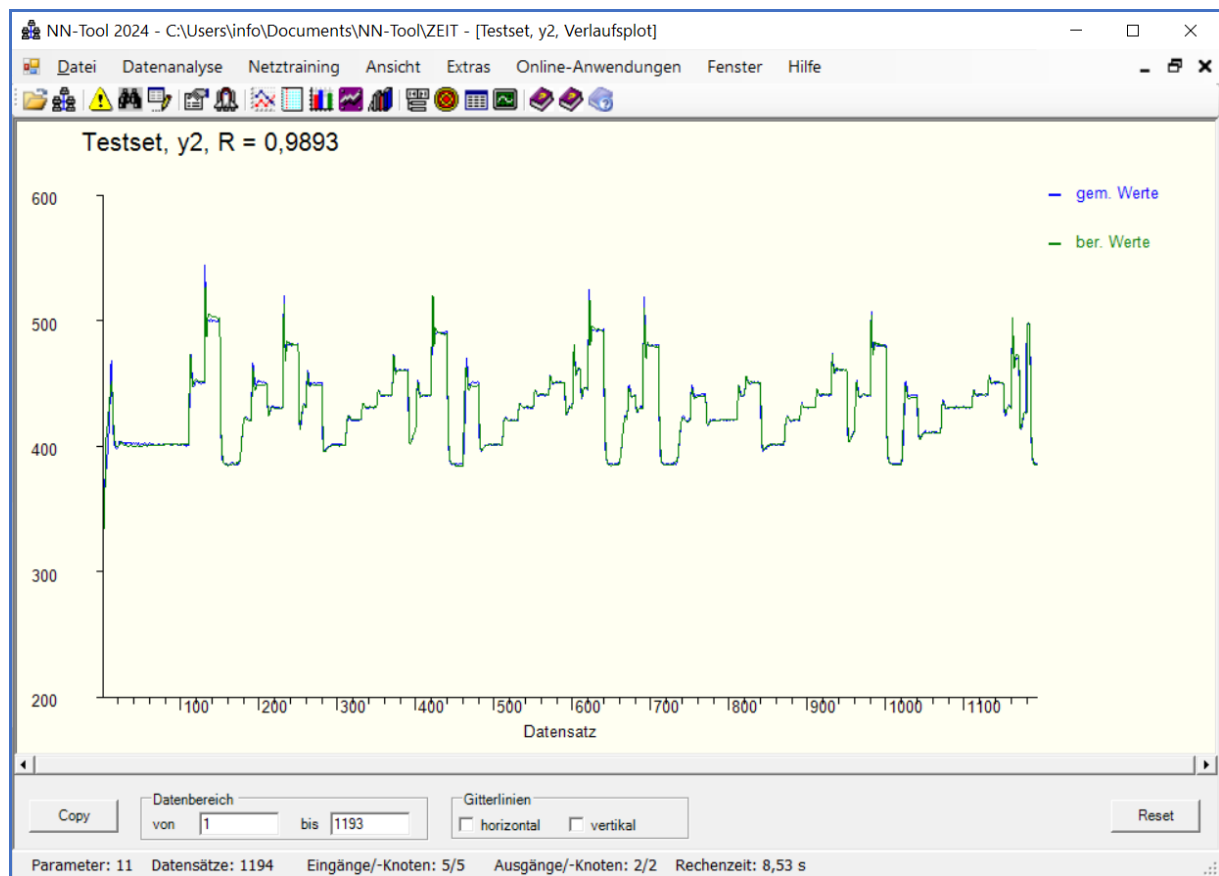 NN-Tool 2024 - C:\Users\info\Documents\NN-Tool\ZEIT - [Testset, y2, Verlaufsplot]
Datei Datenanalyse Netztraining Ansicht Extras Online-Anwendungen Fenster Hilfe
Testset, y2, R = 0,9893
600
gem. Werte
ber. Werte
500
400
300
200
100 200 300 400 500 600 700 800 900 1000 1100
Datensatz
Copy
Datenbereich
von 1 bis 1193
Gitterlinien
horizontal vertikal
Reset
Parameter: 11 Datensätze: 1194 Eingänge/-Knoten: 5/5 Ausgänge/-Knoten: 2/2 Rechenzeit: 8,53 s